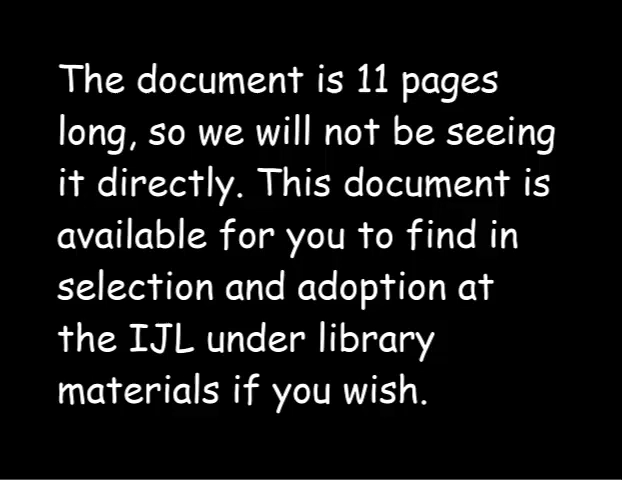 The document is 11 pages
long, so we will not be seeing
it directly. This document is
available for you to find in
selection and adoption at
the IJL under library
materials if you wish.